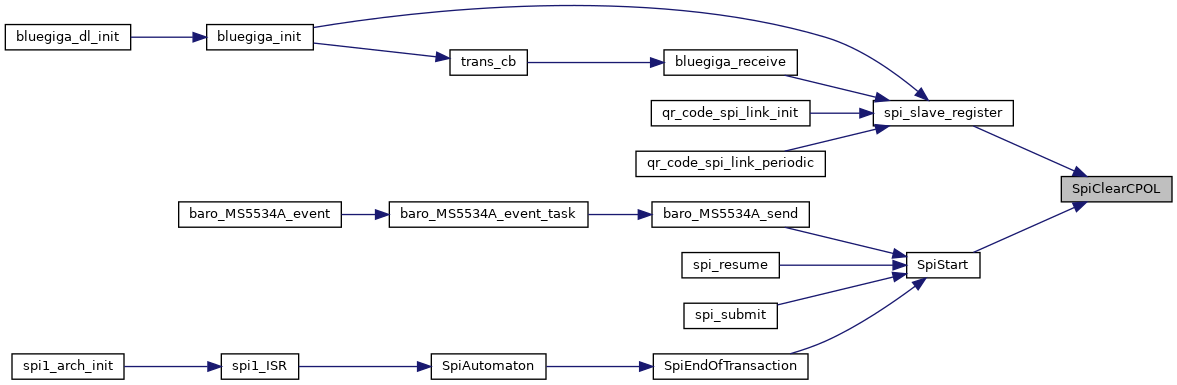 bluegiga_dl_init
bluegiga_init
trans_cb
bluegiga_receive
qr_code_spi_link_init
spi_slave_register
qr_code_spi_link_periodic
SpiClearCPOL
baro_MS5534A_event
baro_MS5534A_event_task
baro_MS5534A_send
spi_resume
SpiStart
spi_submit
spi1_arch_init
spi1_ISR
SpiAutomaton
SpiEndOfTransaction